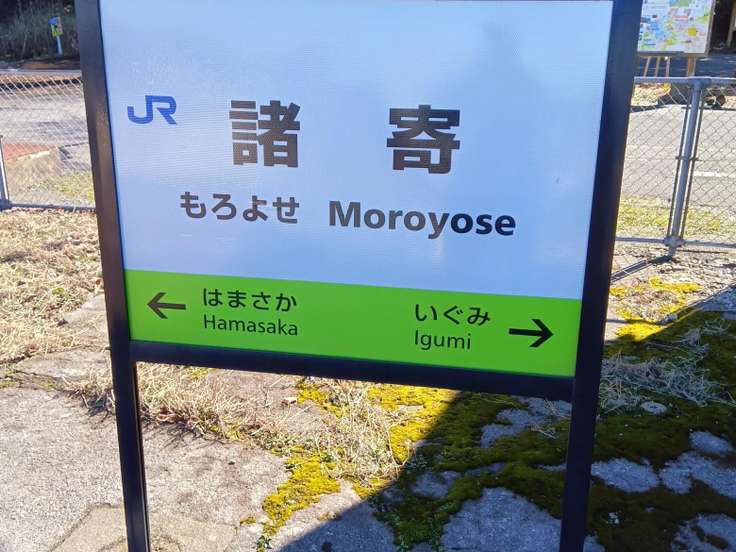 JR
諸寄
もろよせ Moroyose
← はまさか
Hamasaka
いぐみ →
Igumi